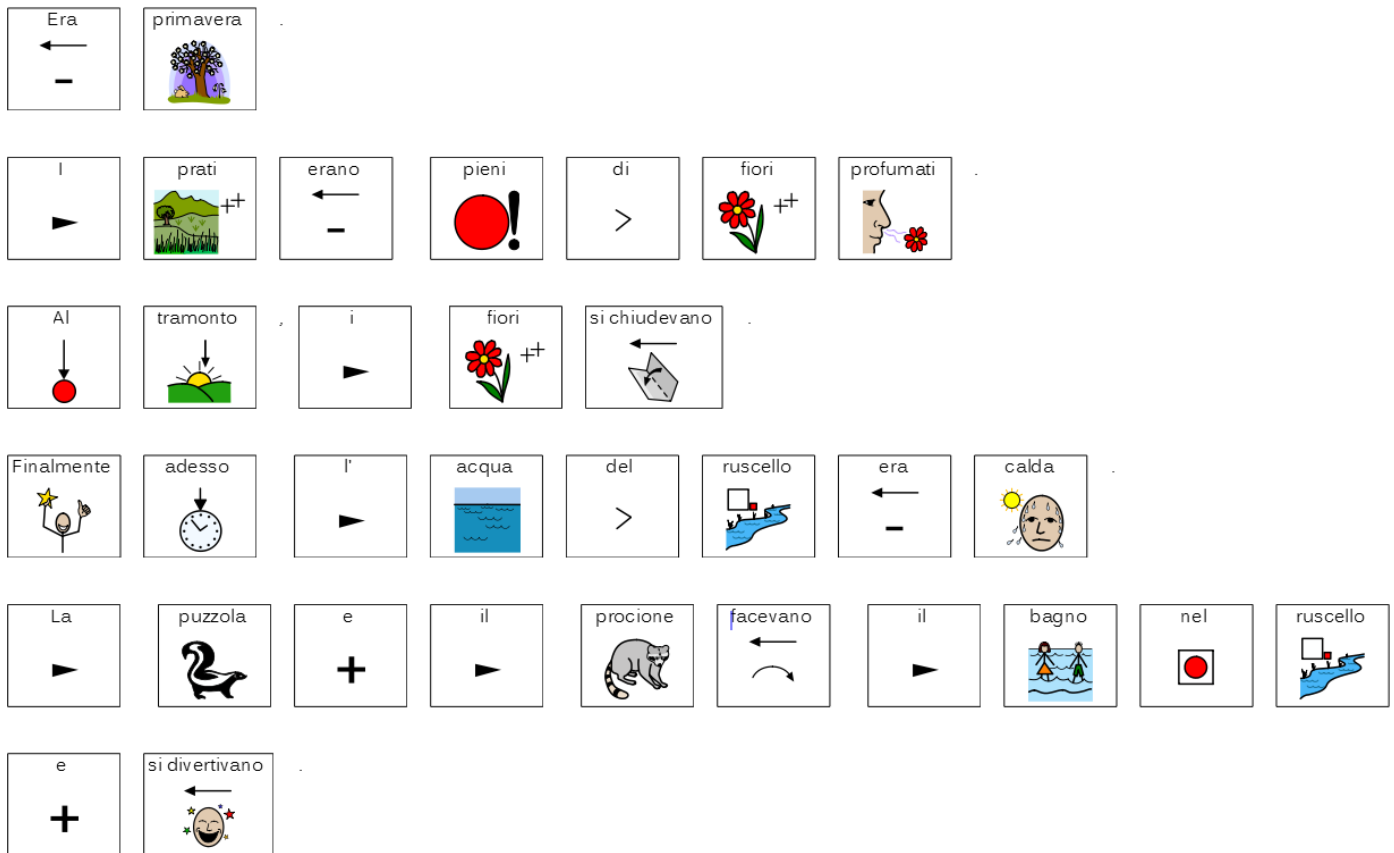 Era primavera .
I prati erano pieni di fiori profumati .
Al tramonto , i fiori si chiudevano .
Finalmente adesso l' acqua del ruscello era calda .
La puzzola e il procione facevano il bagno nel ruscello
e si divertivano .